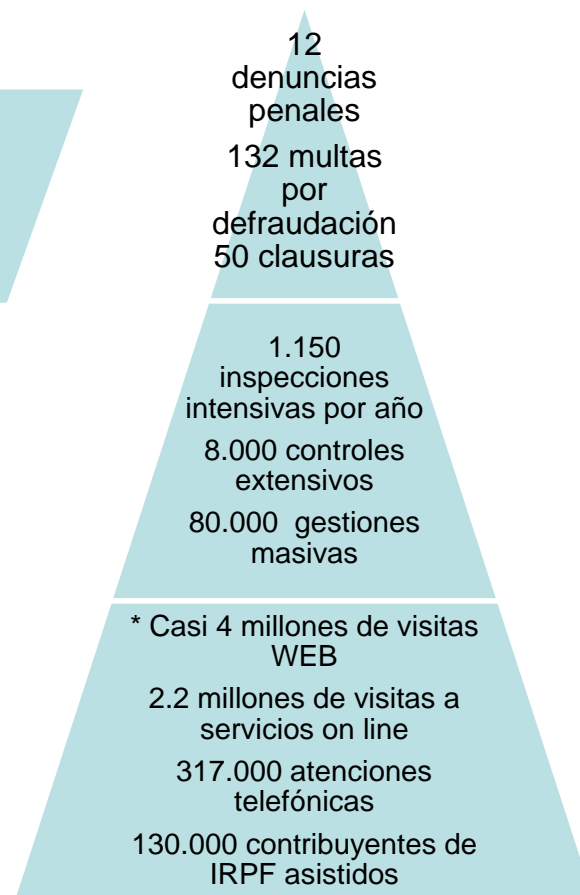 12
denuncias
penales
132 multas
por
defraudación
50 clausuras
1.150
inspecciones
intensivas por año
8.000 controles
extensivos
80.000 gestiones
masivas
* Casi 4 millones de visitas
WEB
2.2 millones de visitas a
servicios on line
317.000 atenciones
telefónicas
130.000 contribuyentes de
IRPF asistidos